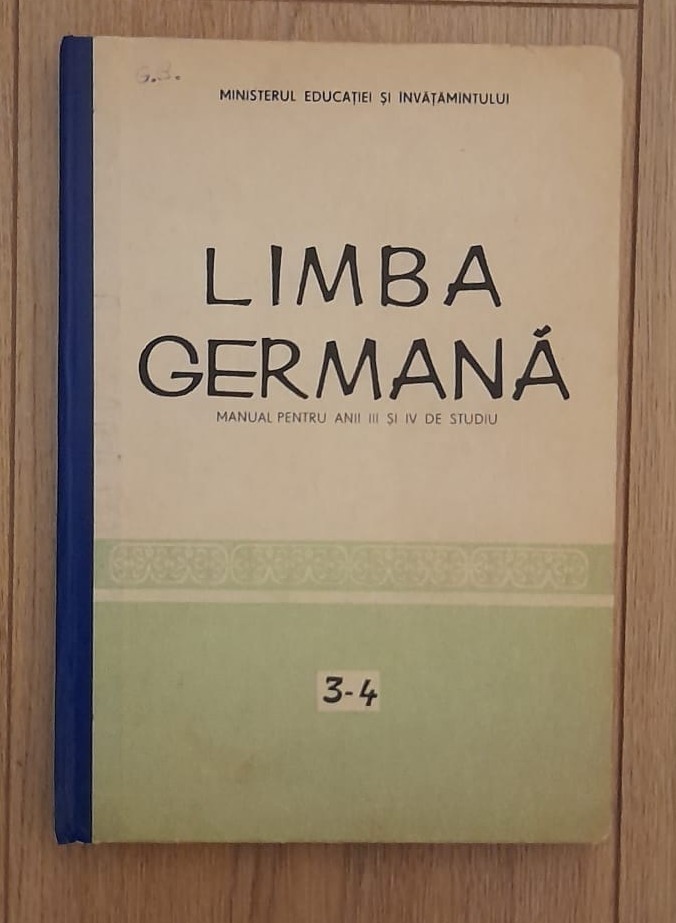 G.B.
MINISTERUL EDUCAȚIEI ȘI ÎNVĂȚĂMÎNTULUI
LIMBA
GERMANĂ
MANUAL PENTRU ANII III ȘI IV DE STUDIU
3-4